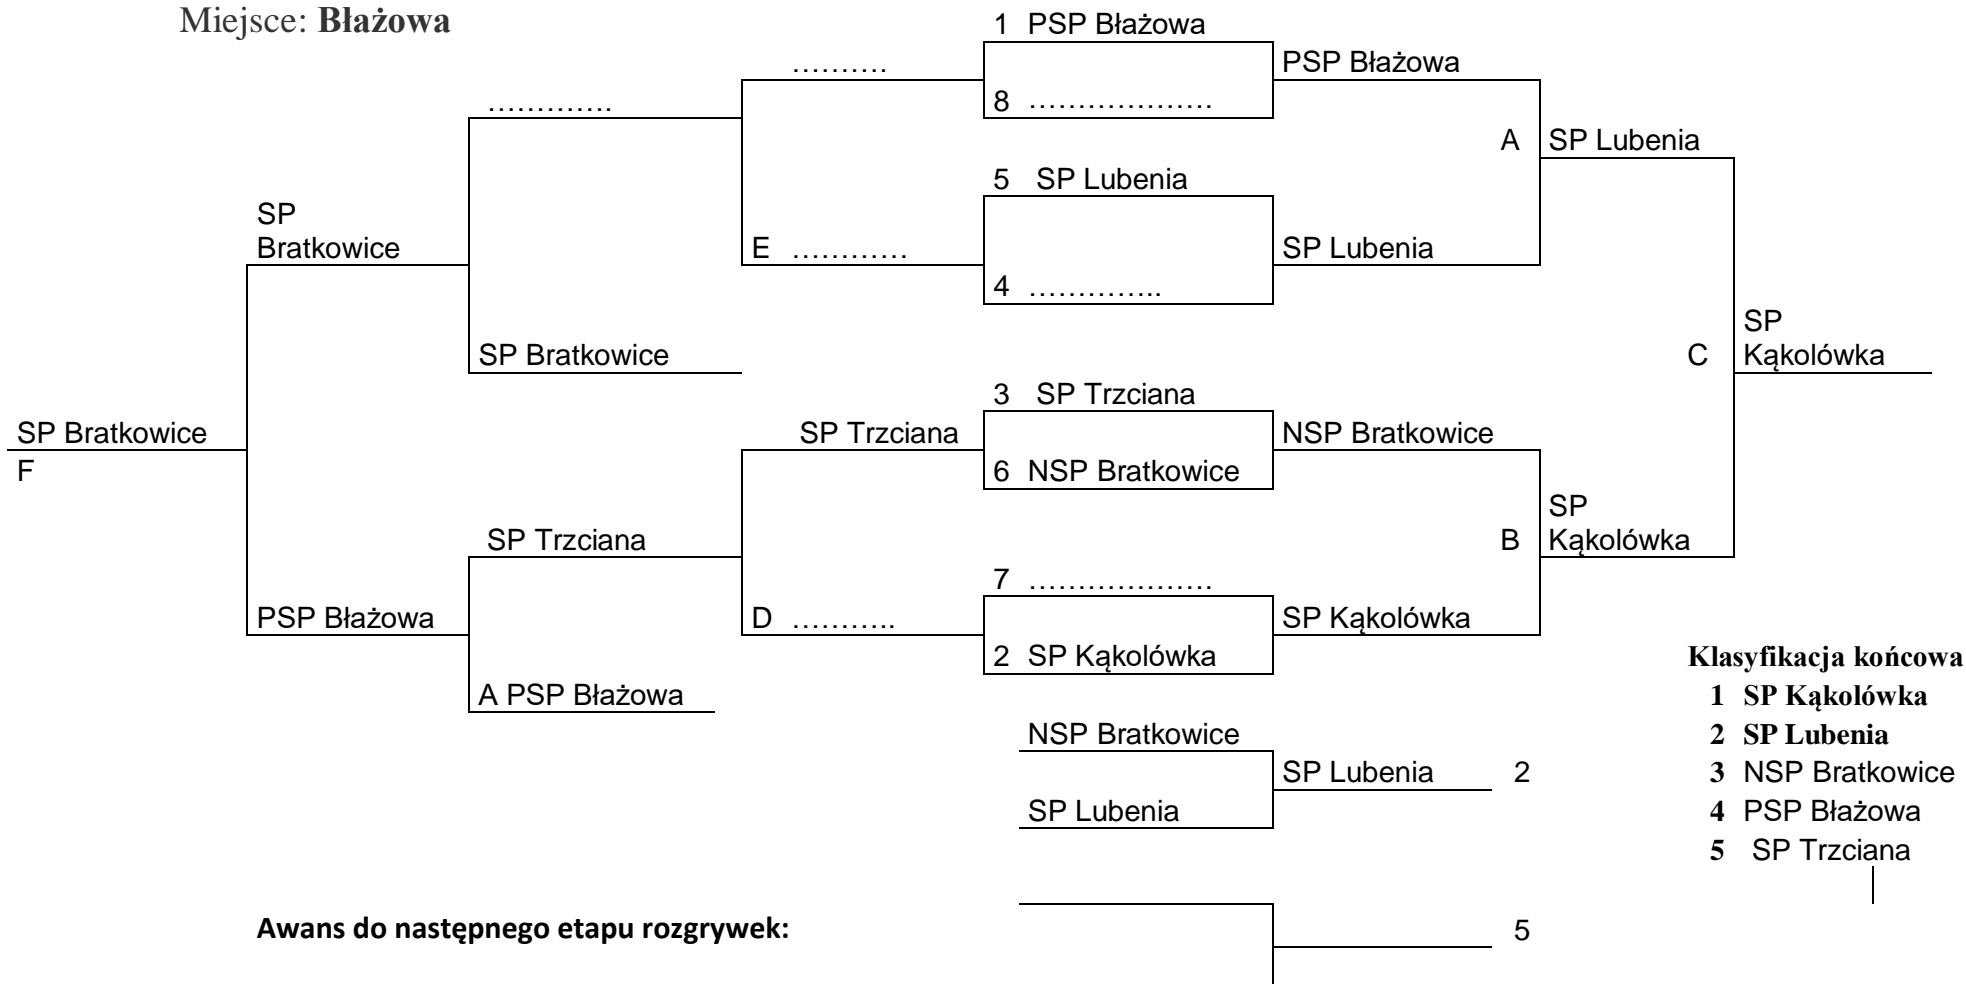 Miejsce: Błażowa
1 PSP Błażowa
………. PSP Błażowa
…………. 8 ……………….
A SP Lubenia
5 SP Lubenia
SP
Bratkowice E ………… SP Lubenia
4 …………..
SP
SP Bratkowice C Kąkolówka
3 SP Trzciana
SP Bratkowice SP Trzciana NSP Bratkowice
F 6 NSP Bratkowice
SP
SP Trzciana B Kąkolówka
7 ……………….
PSP Błażowa D ……….. SP Kąkolówka
2 SP Kąkolówka Klasyfikacja końcowa
A PSP Błażowa 1 SP Kąkolówka
NSP Bratkowice 2 SP Lubenia
SP Lubenia 2 3 NSP Bratkowice
SP Lubenia 4 PSP Błażowa
5 SP Trzciana
Awans do następnego etapu rozgrywek: 5